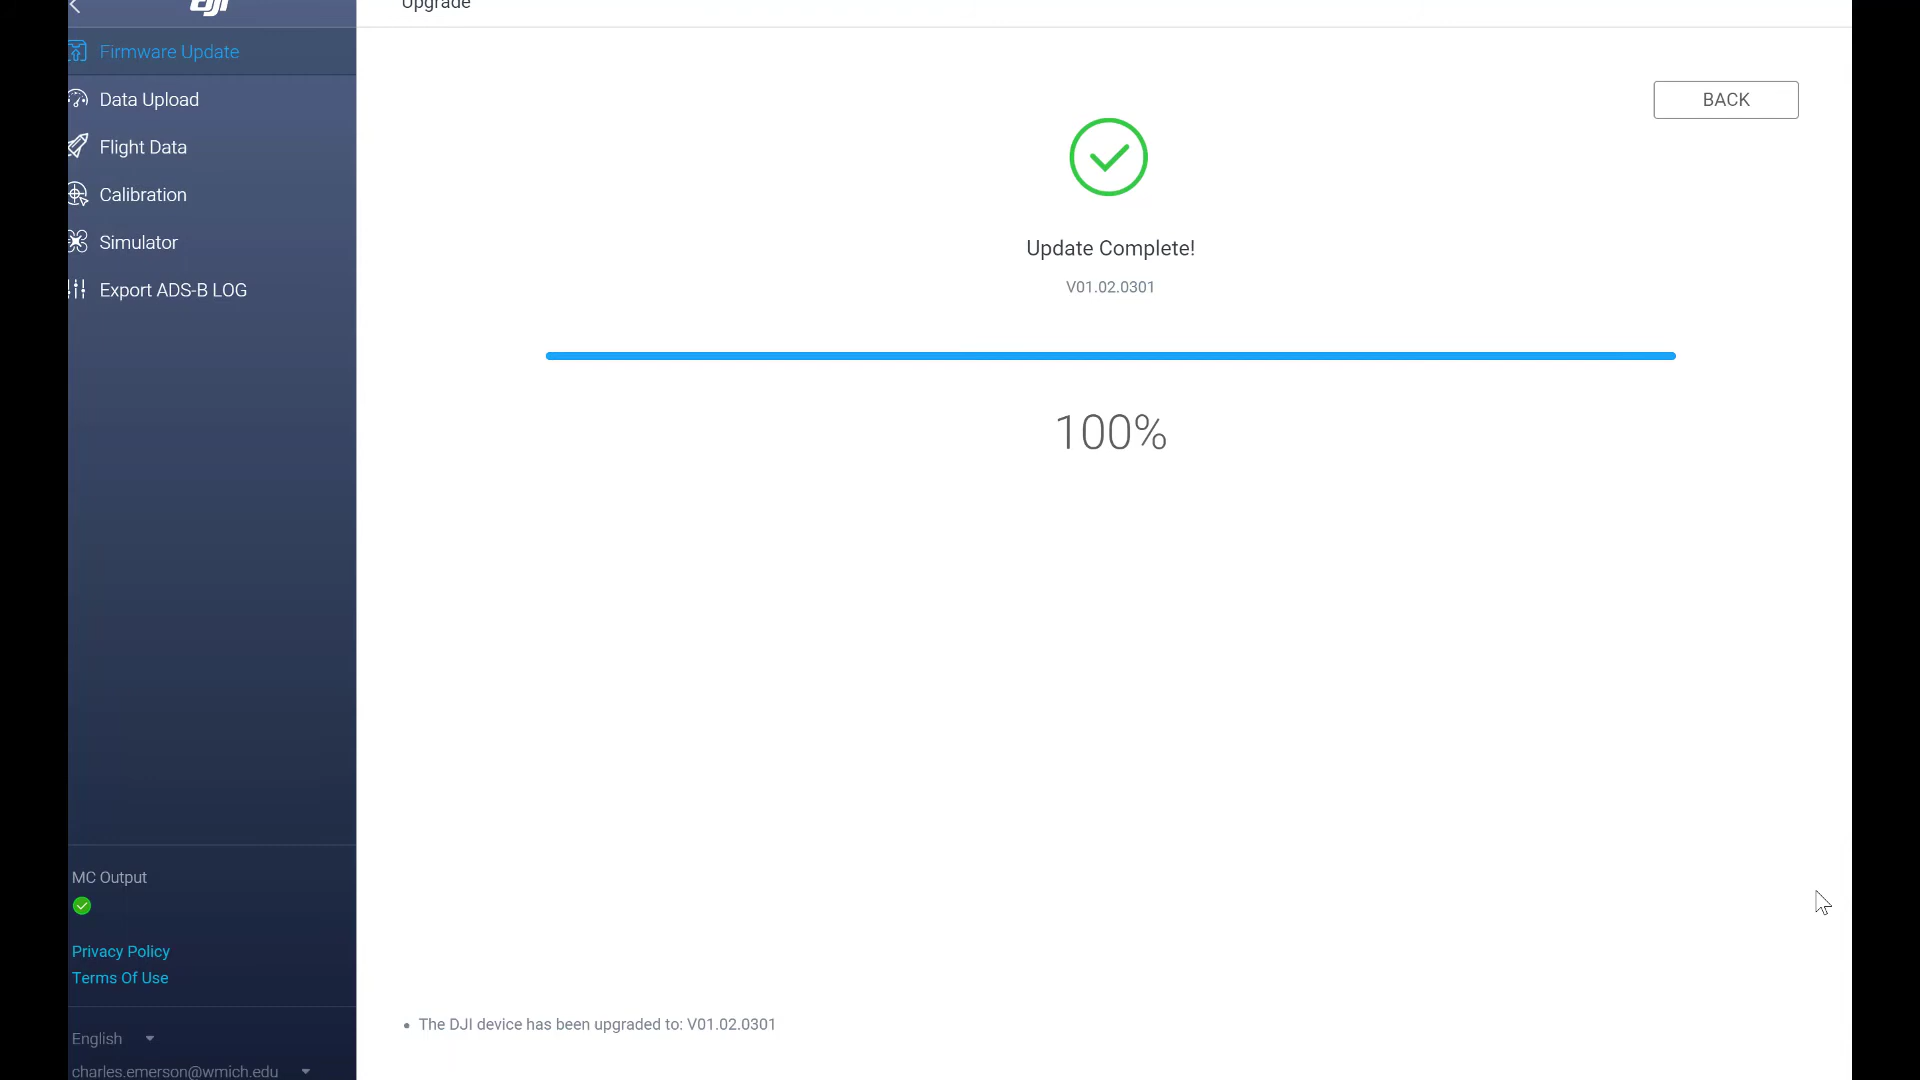 dji
Upgrade
Firmware Update
Data Upload
Flight Data
Calibration
Simulator
Export ADS-B LOG
BACK
Update Complete!
V01.02.0301
100%
MC Output
Privacy Policy
Terms Of Use
• The DJI device has been upgraded to: V01.02.0301
English
charles.emerson@wmich.edu